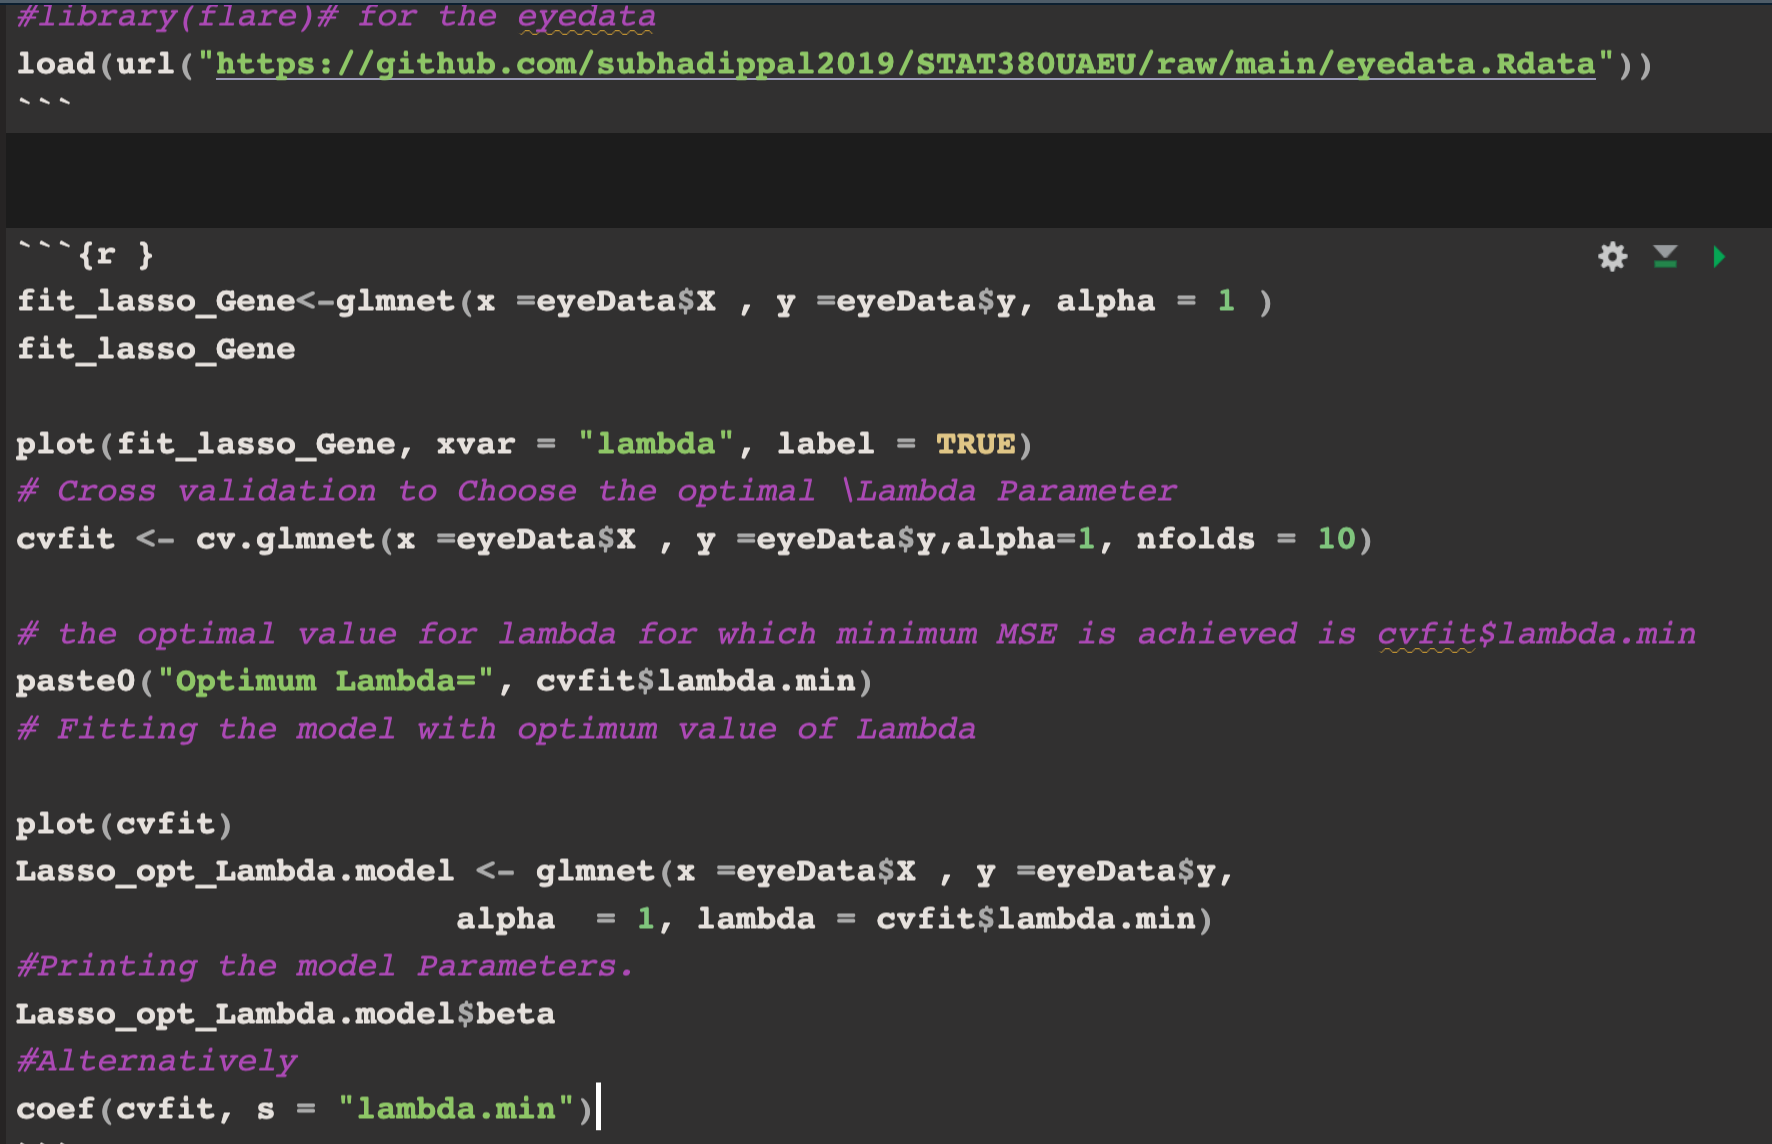 #library(flare)# for the eyedata
load(url("https://github.com/subhadippal2019/STAT380UAEU/raw/main/eyedata.Rdata"))
```
```{r }
fit_lasso_Gene<-glmnet(x =eyeData$X , y =eyeData$y, alpha = 1 )
fit_lasso_Gene
plot(fit_lasso_Gene, xvar = "lambda", label = TRUE)
# Cross validation to Choose the optimal \Lambda Parameter
cvfit <- cv.glmnet(x =eyeData$X , y =eyeData$y,alpha=1, nfolds = 10)
# the optimal value for lambda for which minimum MSE is achieved is cvfit$lambda.min
paste0("Optimum Lambda=", cvfit$lambda.min)
# Fitting the model with optimum value of Lambda
plot(cvfit)
Lasso_opt_Lambda.model <- glmnet(x =eyeData$X , y =eyeData$y,
alpha  = 1, lambda = cvfit$lambda.min)
#Printing the model Parameters.
Lasso_opt_Lambda.model$beta
#Alternatively
coef(cvfit, s = "lambda.min")
```